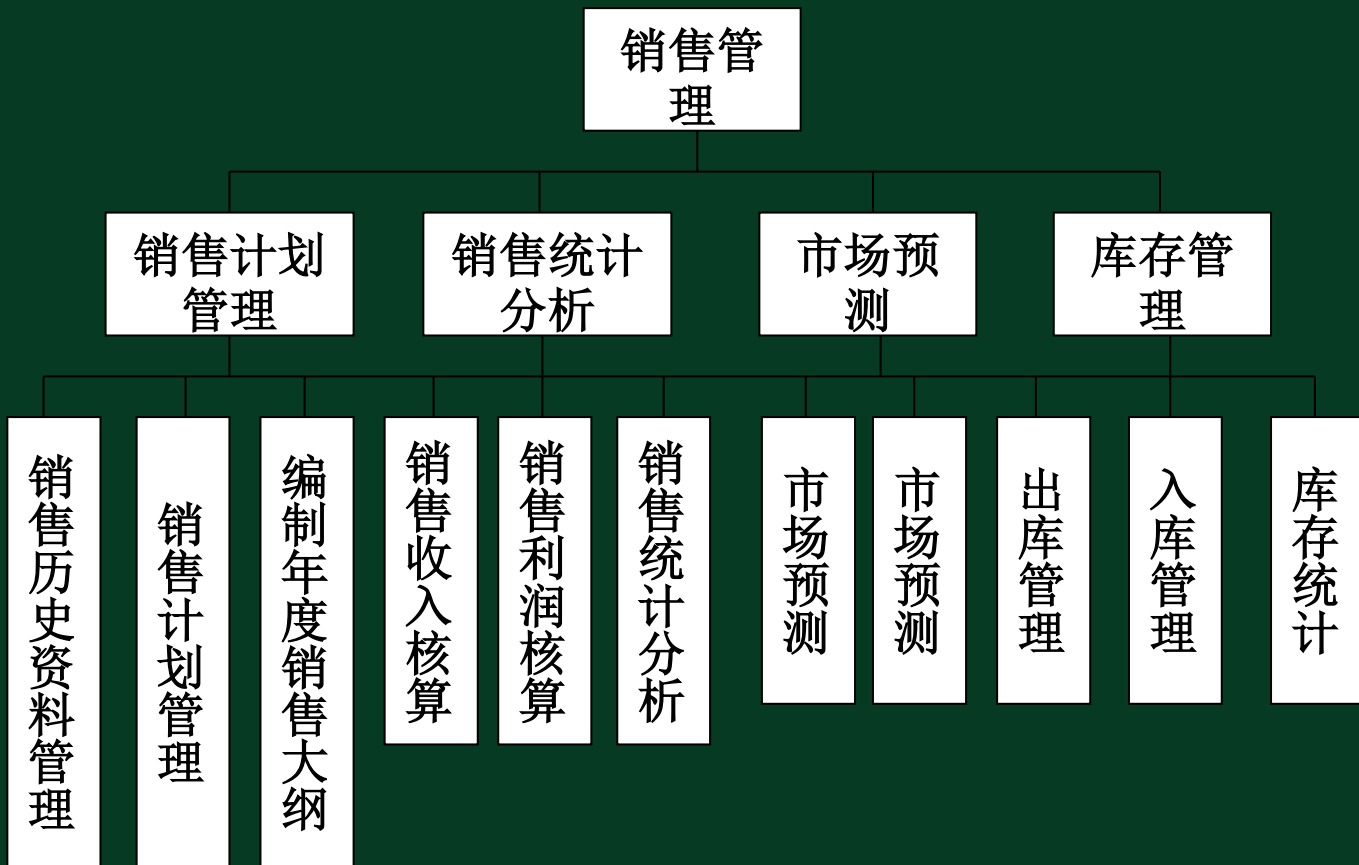 销售管
理
销售计划
管理
销售统计
分析
市场预
测
库存管
理
销售历史资料管理
销售计划管理
编制年度销售大纲
销售收入核算
销售利润核算
销售统计分析
市场预测
市场预测
出库管理
入库管理
库存统计